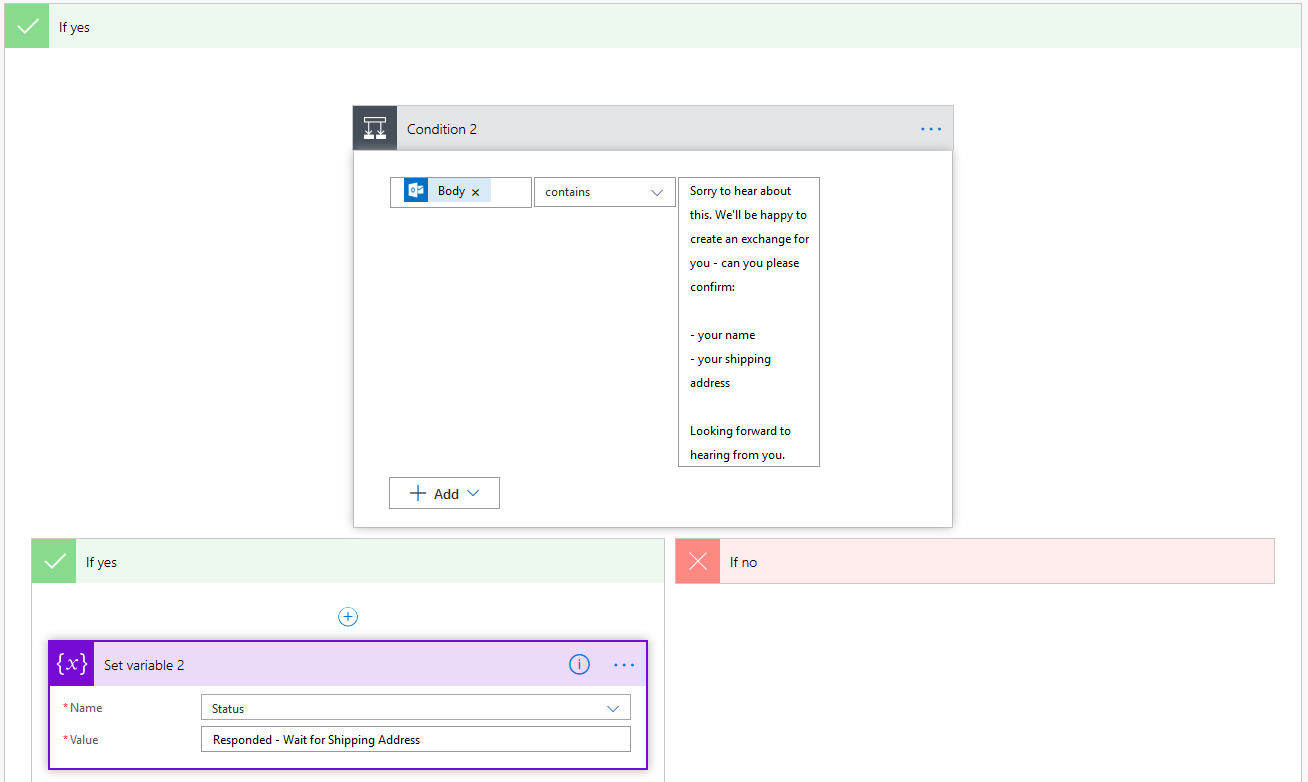 If yes
Condition 2
Body
contains
Sorry to hear about
this. We'll be happy to
create an exchange for
you - can you please
confirm:
- your name
- your shipping
address
Looking forward to
hearing from you.
Add
If yes
If no
{x} Set variable 2
* Name
Status
* Value
Responded - Wait for Shipping Address